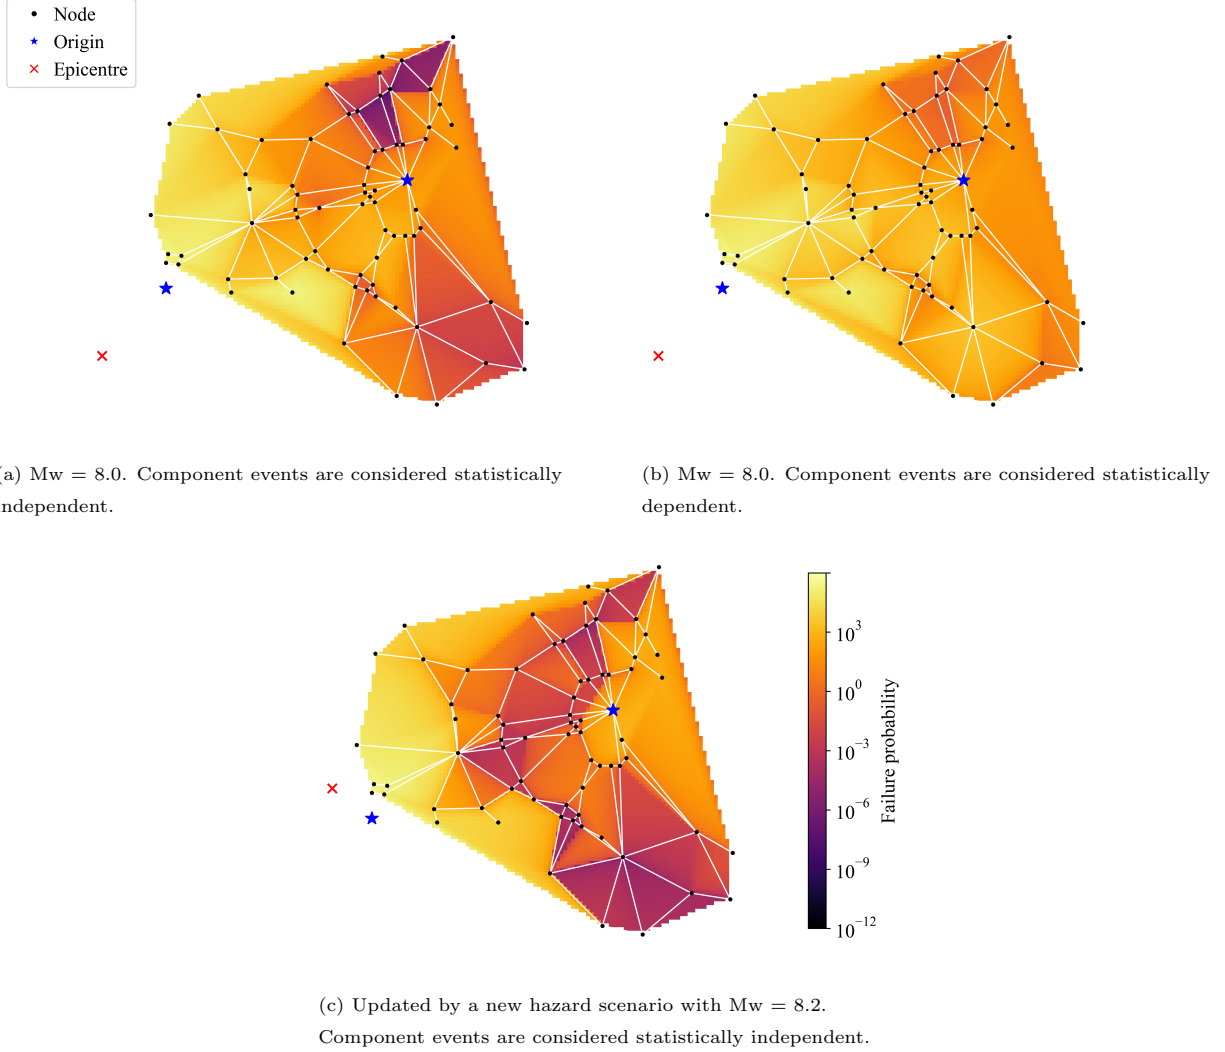 Node
Origin
Epicentre
(a) Mw = 8.0. Component events are considered statistically
independent.
(b) Mw = 8.0. Component events are considered statistically
dependent.
10^3
10^0
10^−3
10^−6
10^−9
10^−12
Failure probability
(c) Updated by a new hazard scenario with Mw = 8.2.
Component events are considered statistically independent.